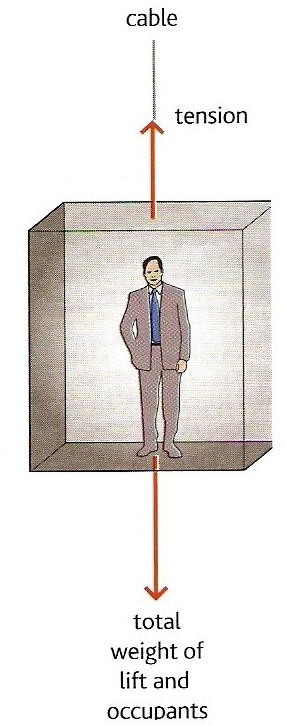 cable
tension
total
weight of
lift and
occupants